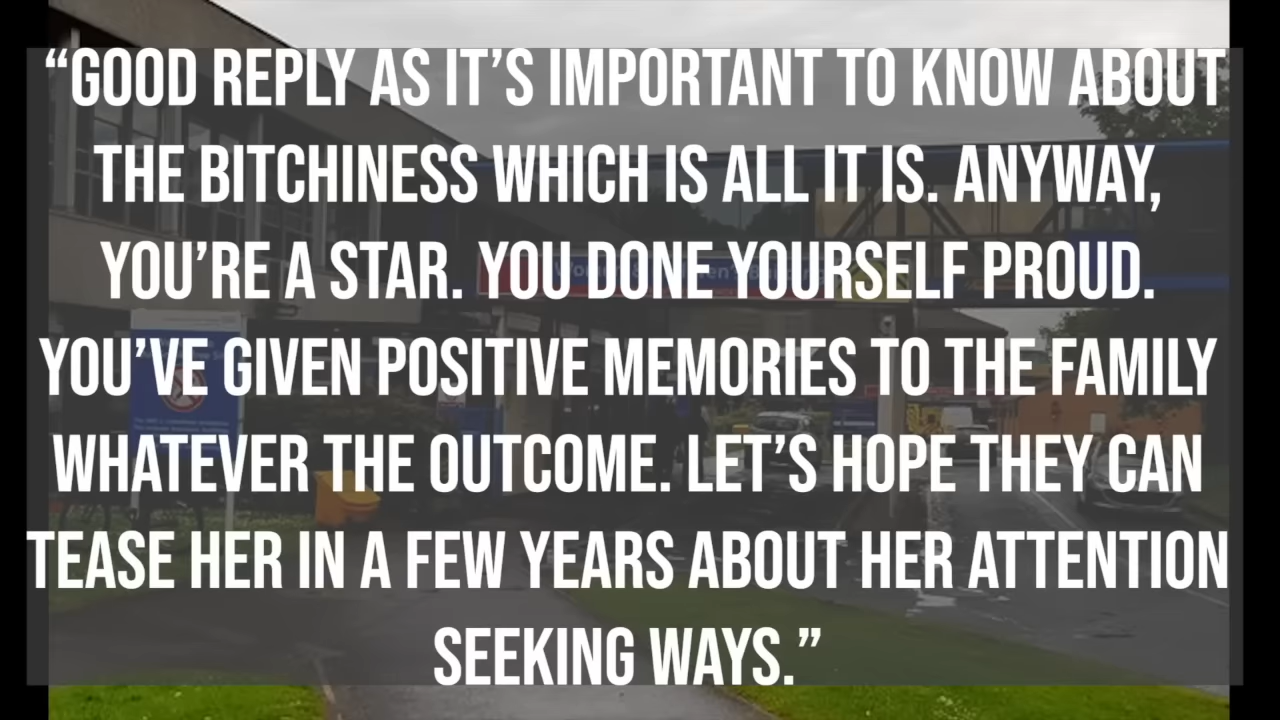 “GOOD REPLY AS IT’S IMPORTANT TO KNOW ABOUT
THE BITCHINESS WHICH IS ALL IT IS. ANYWAY,
YOU’RE A STAR. YOU DONE YOURSELF PROUD.
YOU’VE GIVEN POSITIVE MEMORIES TO THE FAMILY
WHATEVER THE OUTCOME. LET’S HOPE THEY CAN
TEASE HER IN A FEW YEARS ABOUT HER ATTENTION
SEEKING WAYS.”